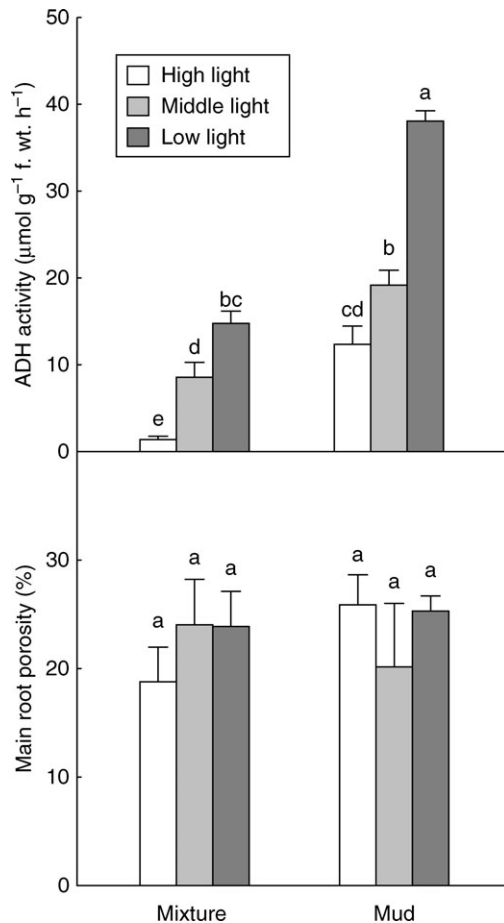 50
40
30
20
10
0
ADH activity (μmol g⁻¹ f. wt. h⁻¹)
High light
Middle light
Low light
e
d
bc
cd
b
a
30
20
10
0
Main root porosity (%)
a
a
a
a
a
a
Mixture
Mud